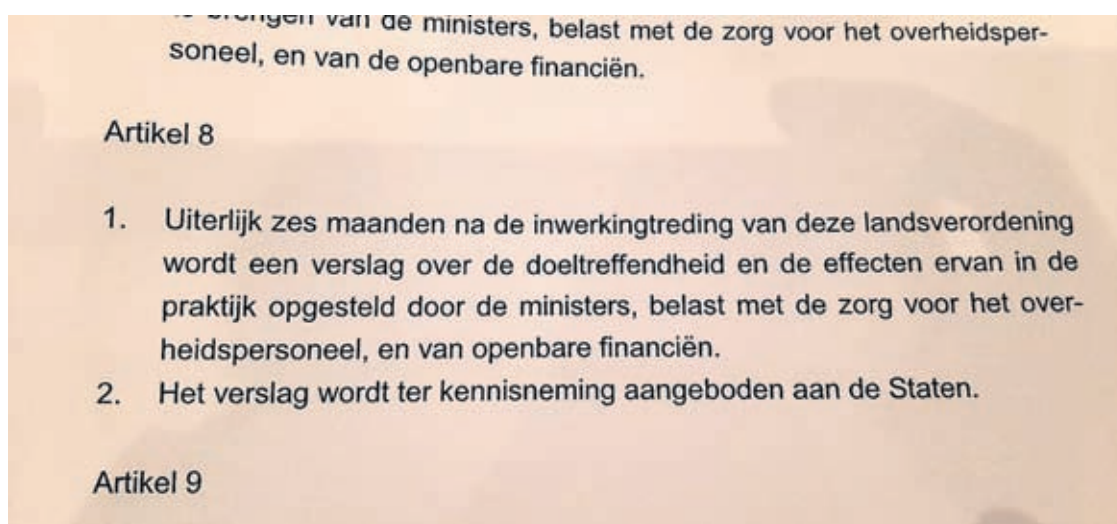 brengen van de ministers, belast met de zorg voor het overheidsper-
soneel, en van de openbare financiën.
Artikel 8
1. Uiterlijk zes maanden na de inwerkingtreding van deze landsverordening
wordt een verslag over de doeltreffendheid en de effecten ervan in de
praktijk opgesteld door de ministers, belast met de zorg voor het over-
heidspersoneel, en van openbare financiën.
2. Het verslag wordt ter kennisneming aangeboden aan de Staten.
Artikel 9